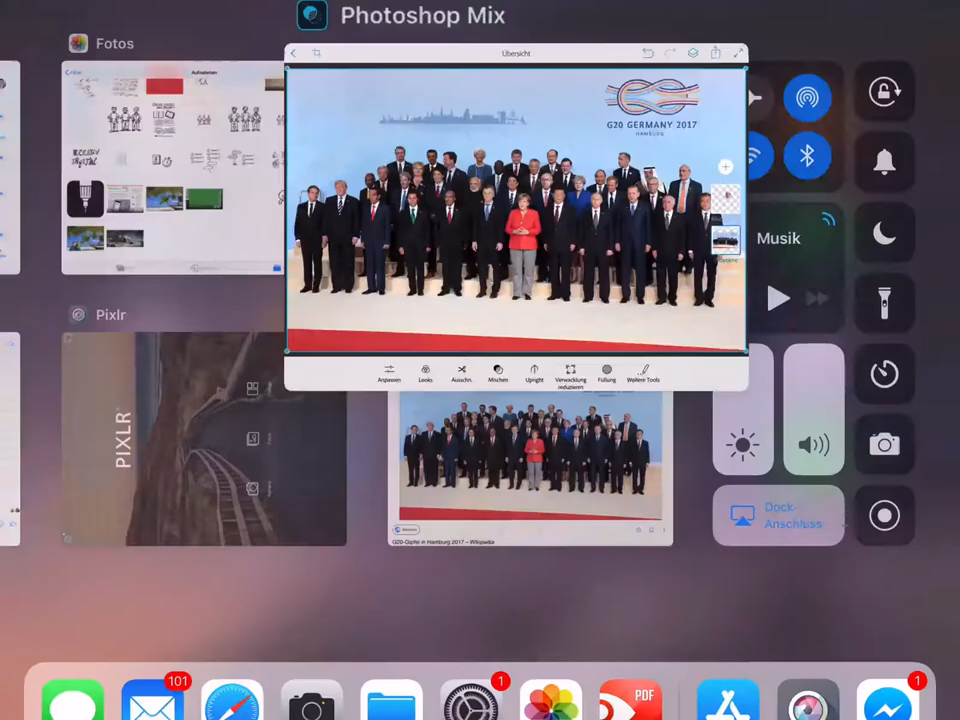 Photoshop Mix
Fotos
Übersicht
G20 GERMANY 2017
HAMBURG
Musik
Pixlr
PIXLR
Anpassen
Looks
Ausschn.
Mischen
Upright
Verwacklung
reduzieren
Füllung
Weitere Tools
Dock-
Anschluss
G20-Gipfel in Hamburg 2017 – Wikipedia
101
1
PDF
1